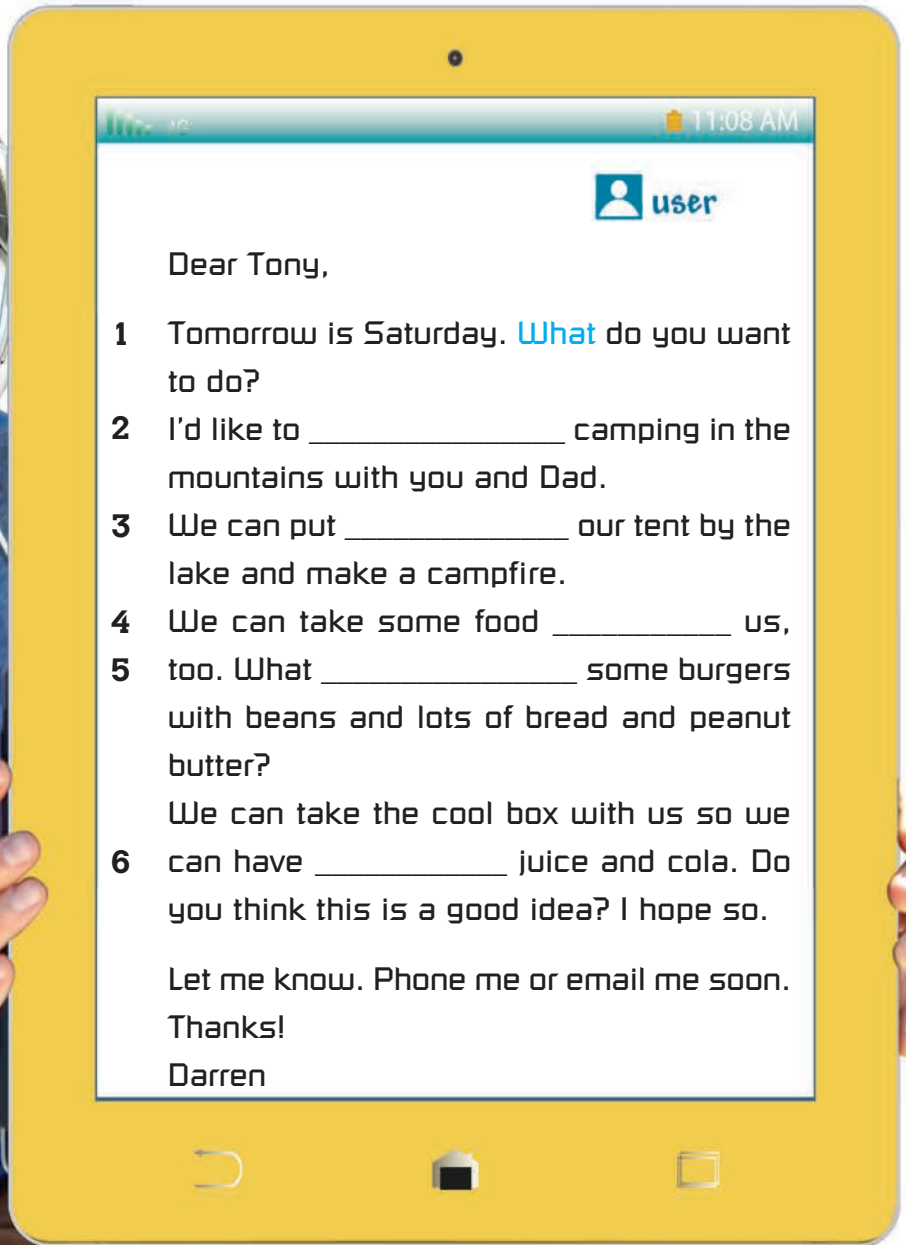 4G 11:08 AM
user
Dear Tony,
1 Tomorrow is Saturday. What do you want
to do?
2 I'd like to ________________ camping in the
mountains with you and Dad.
3 We can put ______________ our tent by the
lake and make a campfire.
4 We can take some food ___________ us,
5 too. What ________________ some burgers
with beans and lots of bread and peanut
butter?
We can take the cool box with us so we
6 can have ____________ juice and cola. Do
you think this is a good idea? I hope so.
Let me know. Phone me or email me soon.
Thanks!
Darren